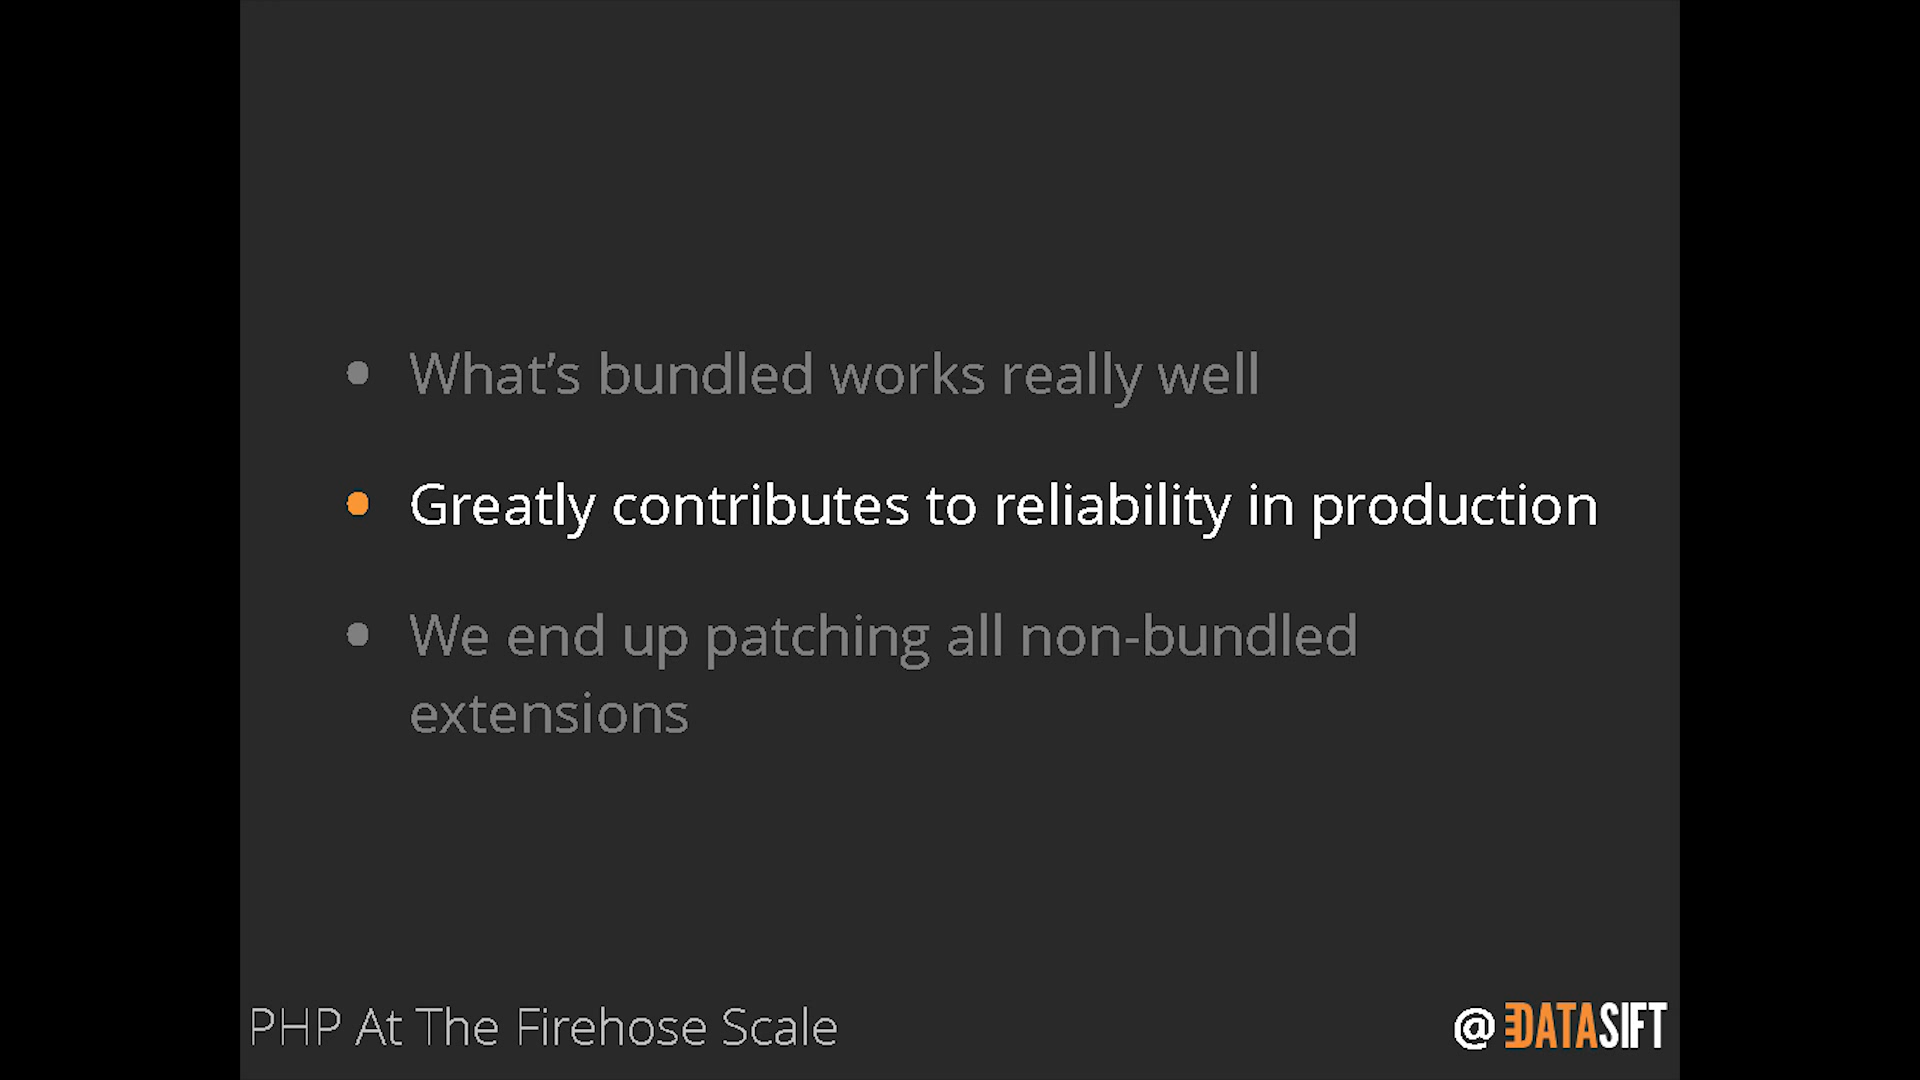 • What’s bundled works really well
• Greatly contributes to reliability in production
• We end up patching all non-bundled
extensions
PHP At The Firehose Scale
@ DATASIFT